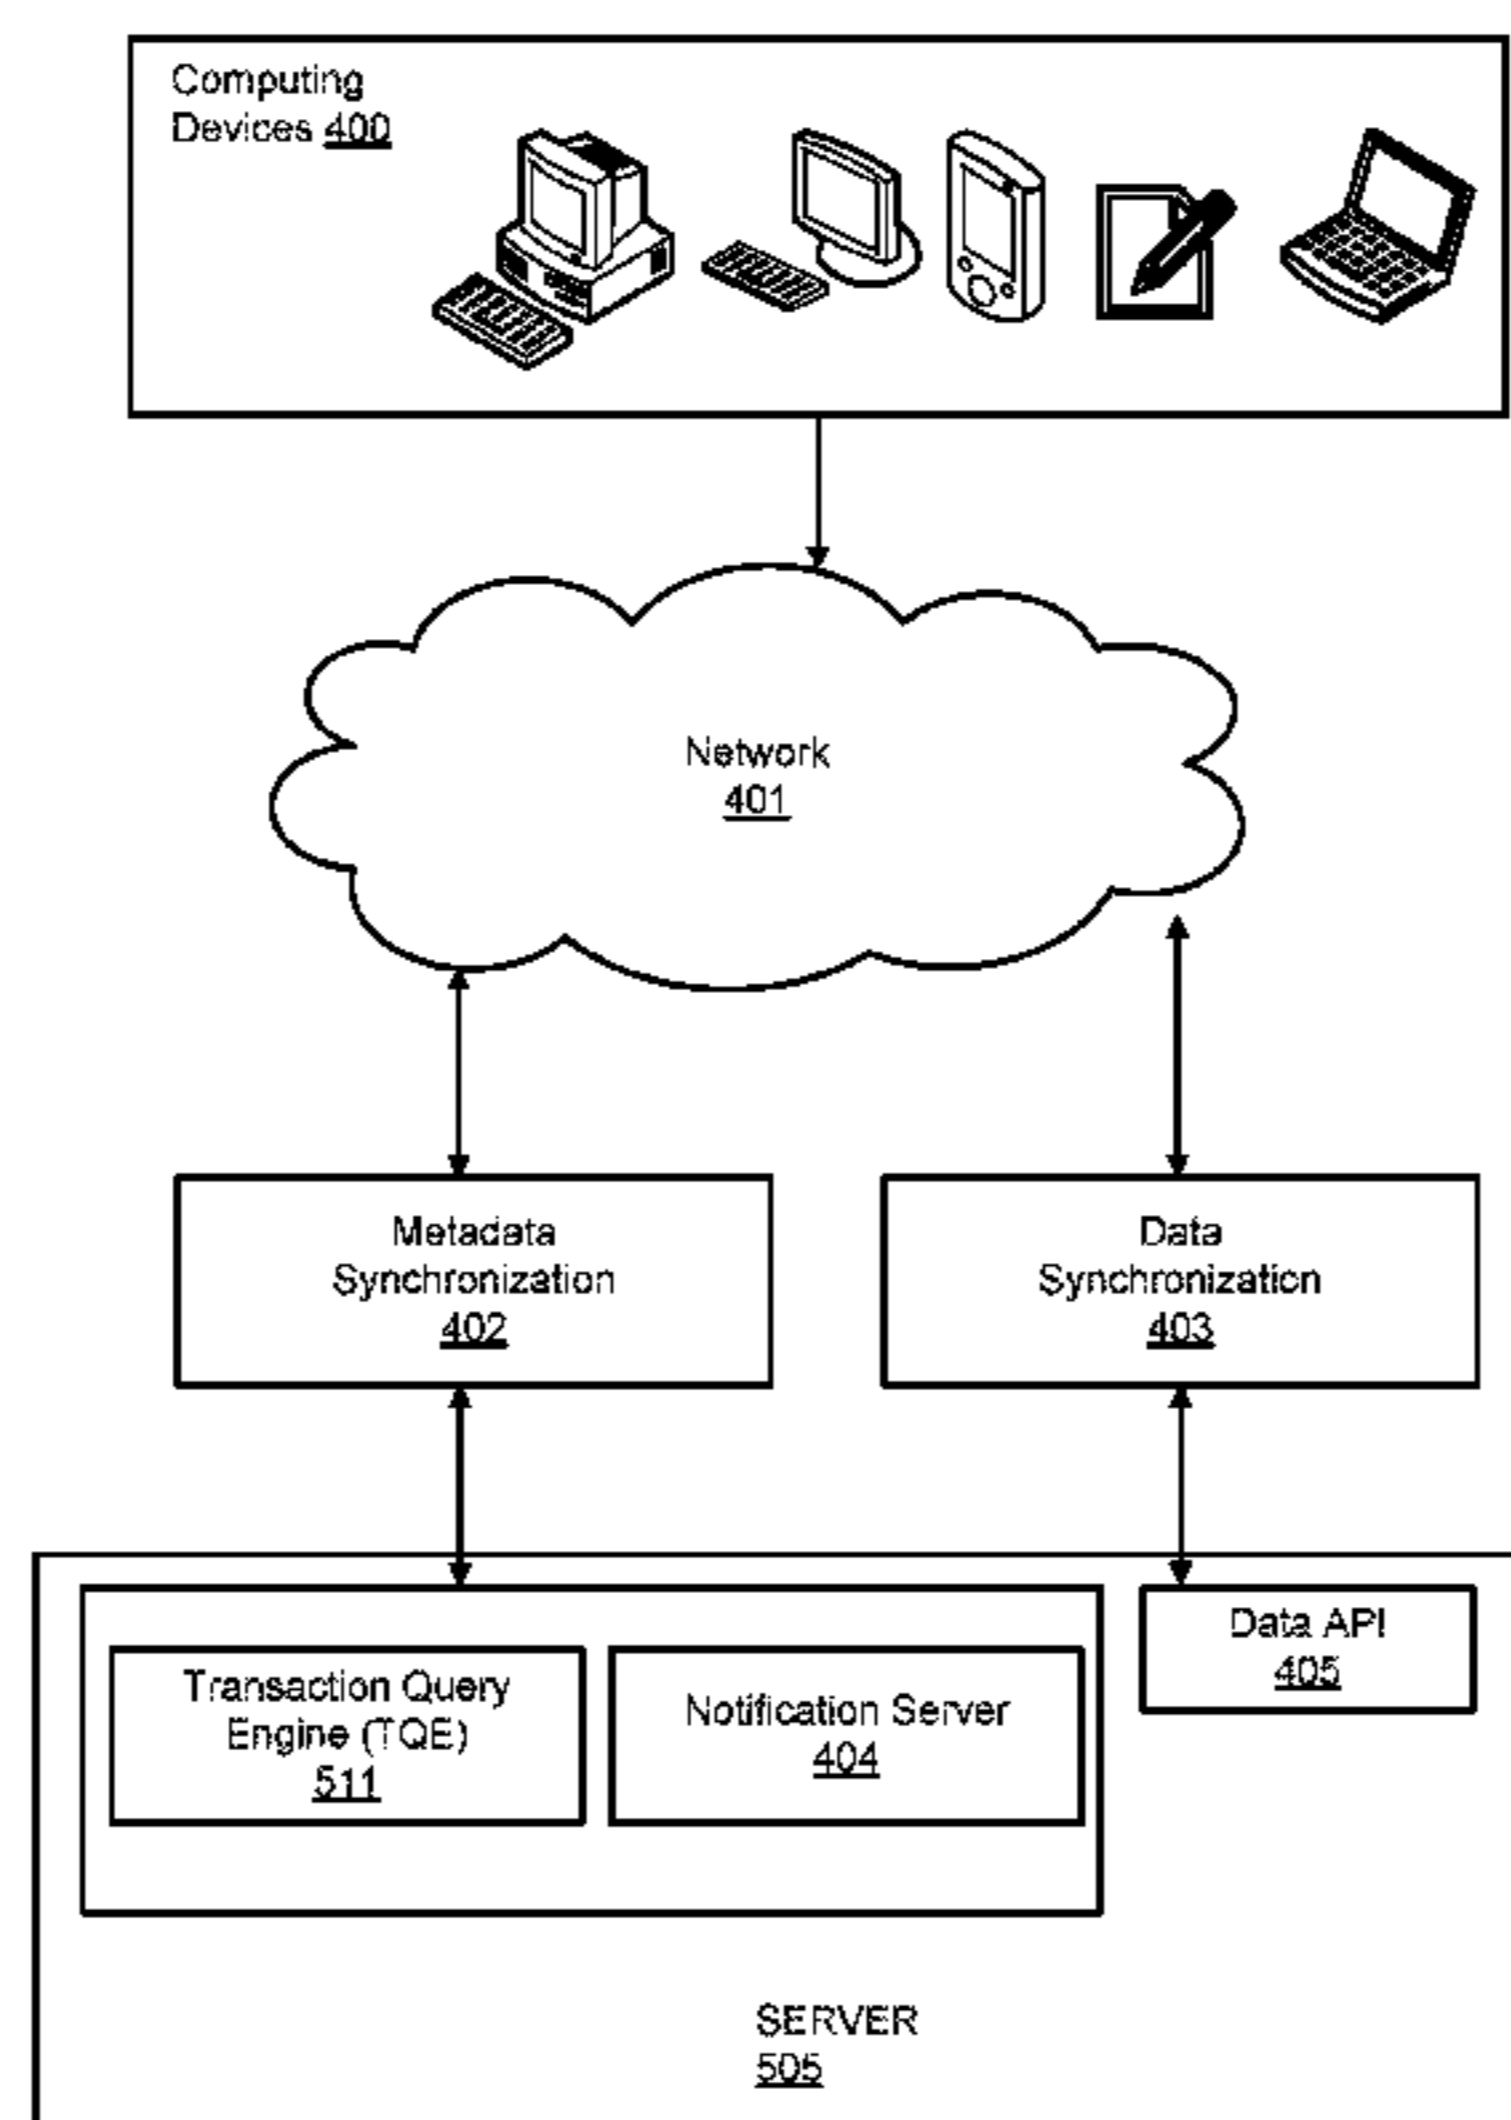 Computing
Devices 400
Network
401
Metadata
Synchronization
402
Data
Synchronization
403
Transaction Query
Engine (TQE)
511
Notification Server
404
Data API
405
SERVER
505